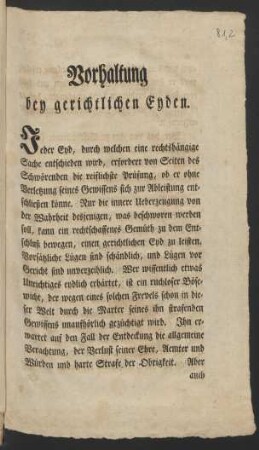 812
Vorhaltung
bey gerichtlichen Eyden.
Jeder Eyd, durch welchen eine rechtshängige
Sache entschieden wird, erfordert von Seiten des
Schwörenden die reiflichste Prüfung, ob er ohne
Verletzung seines Gewissens sich zur Ableistung ent-
schließen könne. Nur die innere Ueberzeugung von
der Wahrheit desjenigen, was beschworen werden
soll, kann ein rechtschaffenes Gemüth zu dem Ent-
schluß bewegen, einen gerichtlichen Eyd zu leisten.
Vorsätzliche Lügen sind schändlich, und Lügen vor
Gericht sind unverzeihlich. Wer wissentlich etwas
Unrichtiges eydlich erhärtet, ist ein ruchloser Böse-
wicht, der wegen eines solchen Frevels schon in die-
ser Welt durch die Marter seines ihn strafenden
Gewissens unaufhörlich gezüchtigt wird. Ihn er-
wartet auf den Fall der Entdeckung die allgemeine
Verachtung, der Verlust seiner Ehre, Aemter und
Würden und harte Strafe der Obrigkeit. Aber
auch